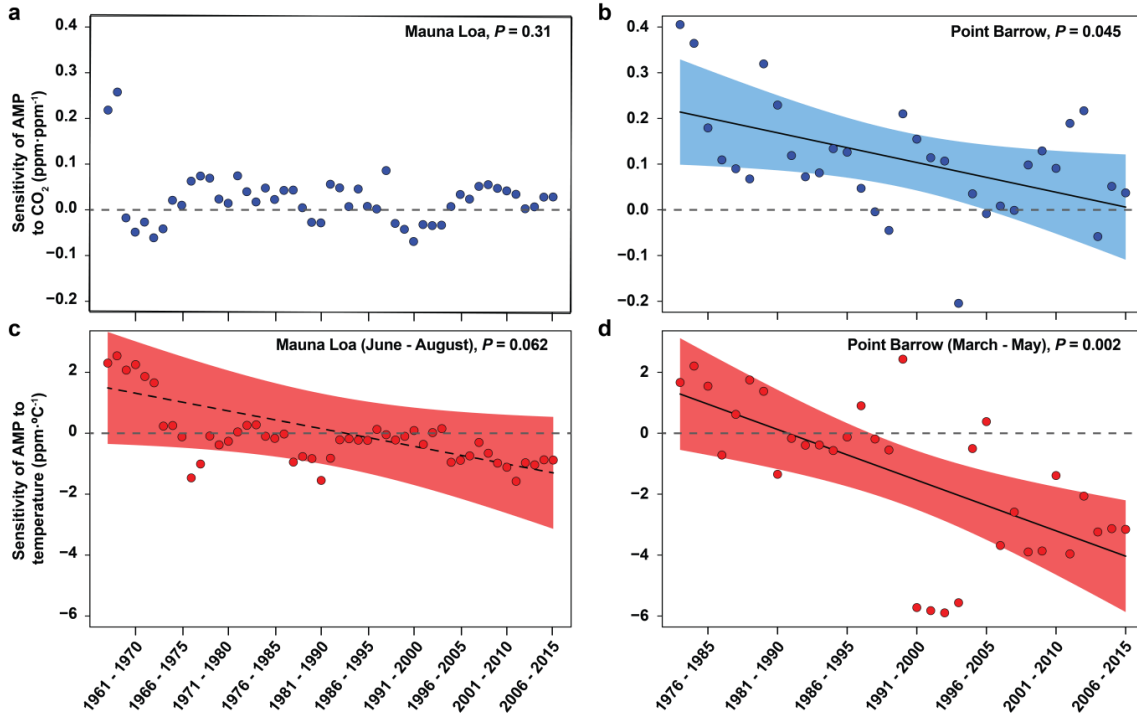 a
Mauna Loa, P = 0.31
0.4
0.3
0.2
0.1
0.0
−0.1
−0.2
Sensitivity of AMP
to CO₂ (ppm·ppm⁻¹)
b
Point Barrow, P = 0.045
0.4
0.3
0.2
0.1
0.0
−0.1
−0.2
c
Mauna Loa (June - August), P = 0.062
2
0
−2
−4
−6
Sensitivity of AMP to
temperature (ppm·ºC⁻¹)
1961 - 1970
1966 - 1975
1971 - 1980
1976 - 1985
1981 - 1990
1986 - 1995
1991 - 2000
1996 - 2005
2001 - 2010
2006 - 2015
d
Point Barrow (March - May), P = 0.002
2
0
−2
−4
−6
1976 - 1985
1981 - 1990
1986 - 1995
1991 - 2000
1996 - 2005
2001 - 2010
2006 - 2015